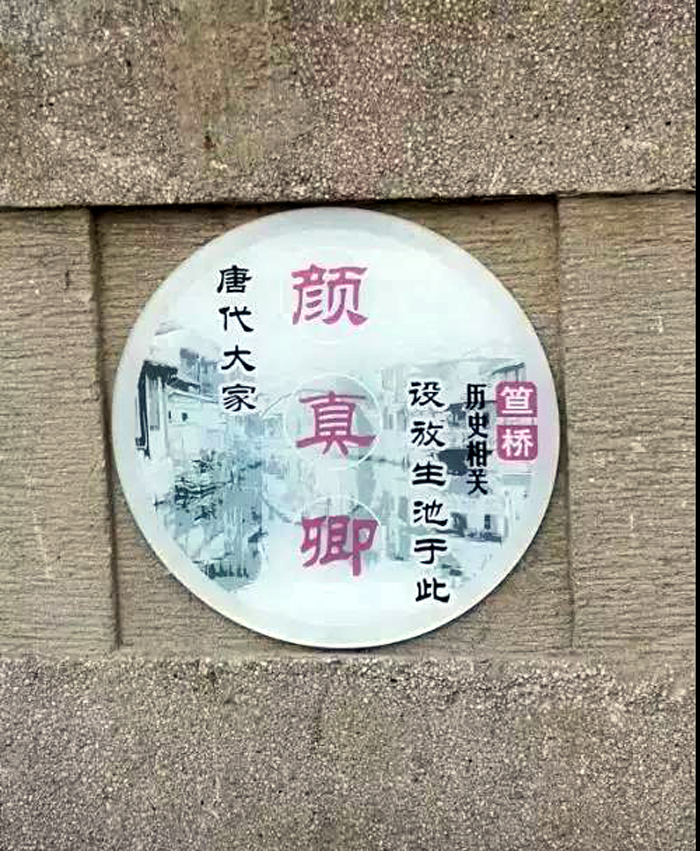 唐代大家
颜真卿
设放生池于此
笪桥
历史相关